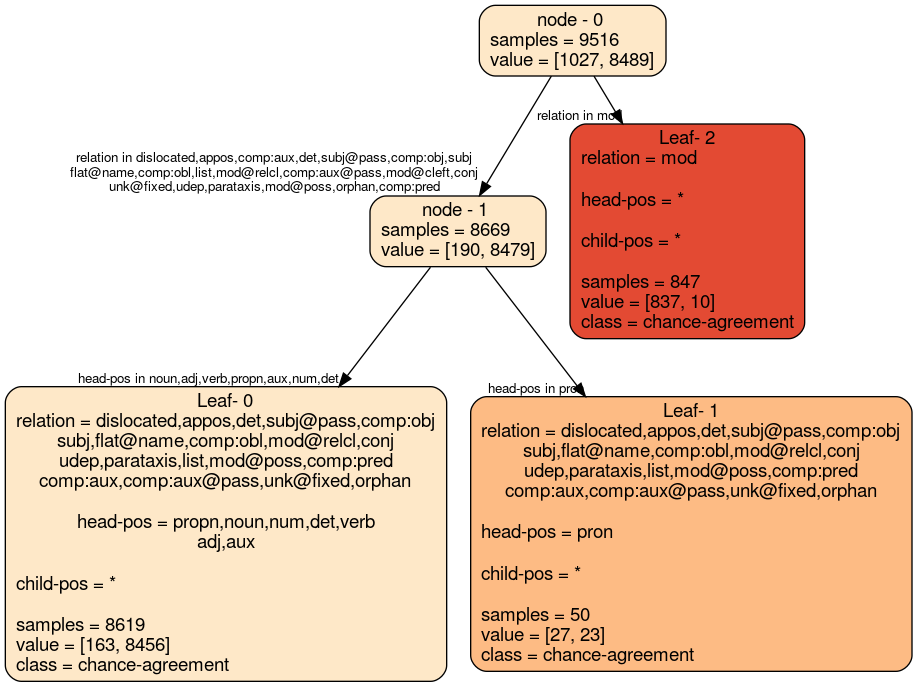 node - 0
samples = 9516
value = [1027, 8489]
relation in mod
Leaf- 2
relation = mod
head-pos = *
child-pos = *
samples = 847
value = [837, 10]
class = chance-agreement
relation in dislocated,appos,comp:aux,det,subj@pass,comp:obj,subj
flat@name,comp:obl,list,mod@relcl,comp:aux@pass,mod@cleft,conj
unk@fixed,udep,parataxis,mod@poss,orphan,comp:pred
node - 1
samples = 8669
value = [190, 8479]
head-pos in noun,adj,verb,propn,aux,num,det
Leaf- 0
relation = dislocated,appos,det,subj@pass,comp:obj
subj,flat@name,comp:obl,mod@relcl,conj
udep,parataxis,list,mod@poss,comp:pred
comp:aux,comp:aux@pass,unk@fixed,orphan
head-pos = propn,noun,num,det,verb
adj,aux
child-pos = *
samples = 8619
value = [163, 8456]
class = chance-agreement
head-pos in pron
Leaf- 1
relation = dislocated,appos,det,subj@pass,comp:obj
subj,flat@name,comp:obl,mod@relcl,conj
udep,parataxis,list,mod@poss,comp:pred
comp:aux,comp:aux@pass,unk@fixed,orphan
head-pos = pron
child-pos = *
samples = 50
value = [27, 23]
class = chance-agreement